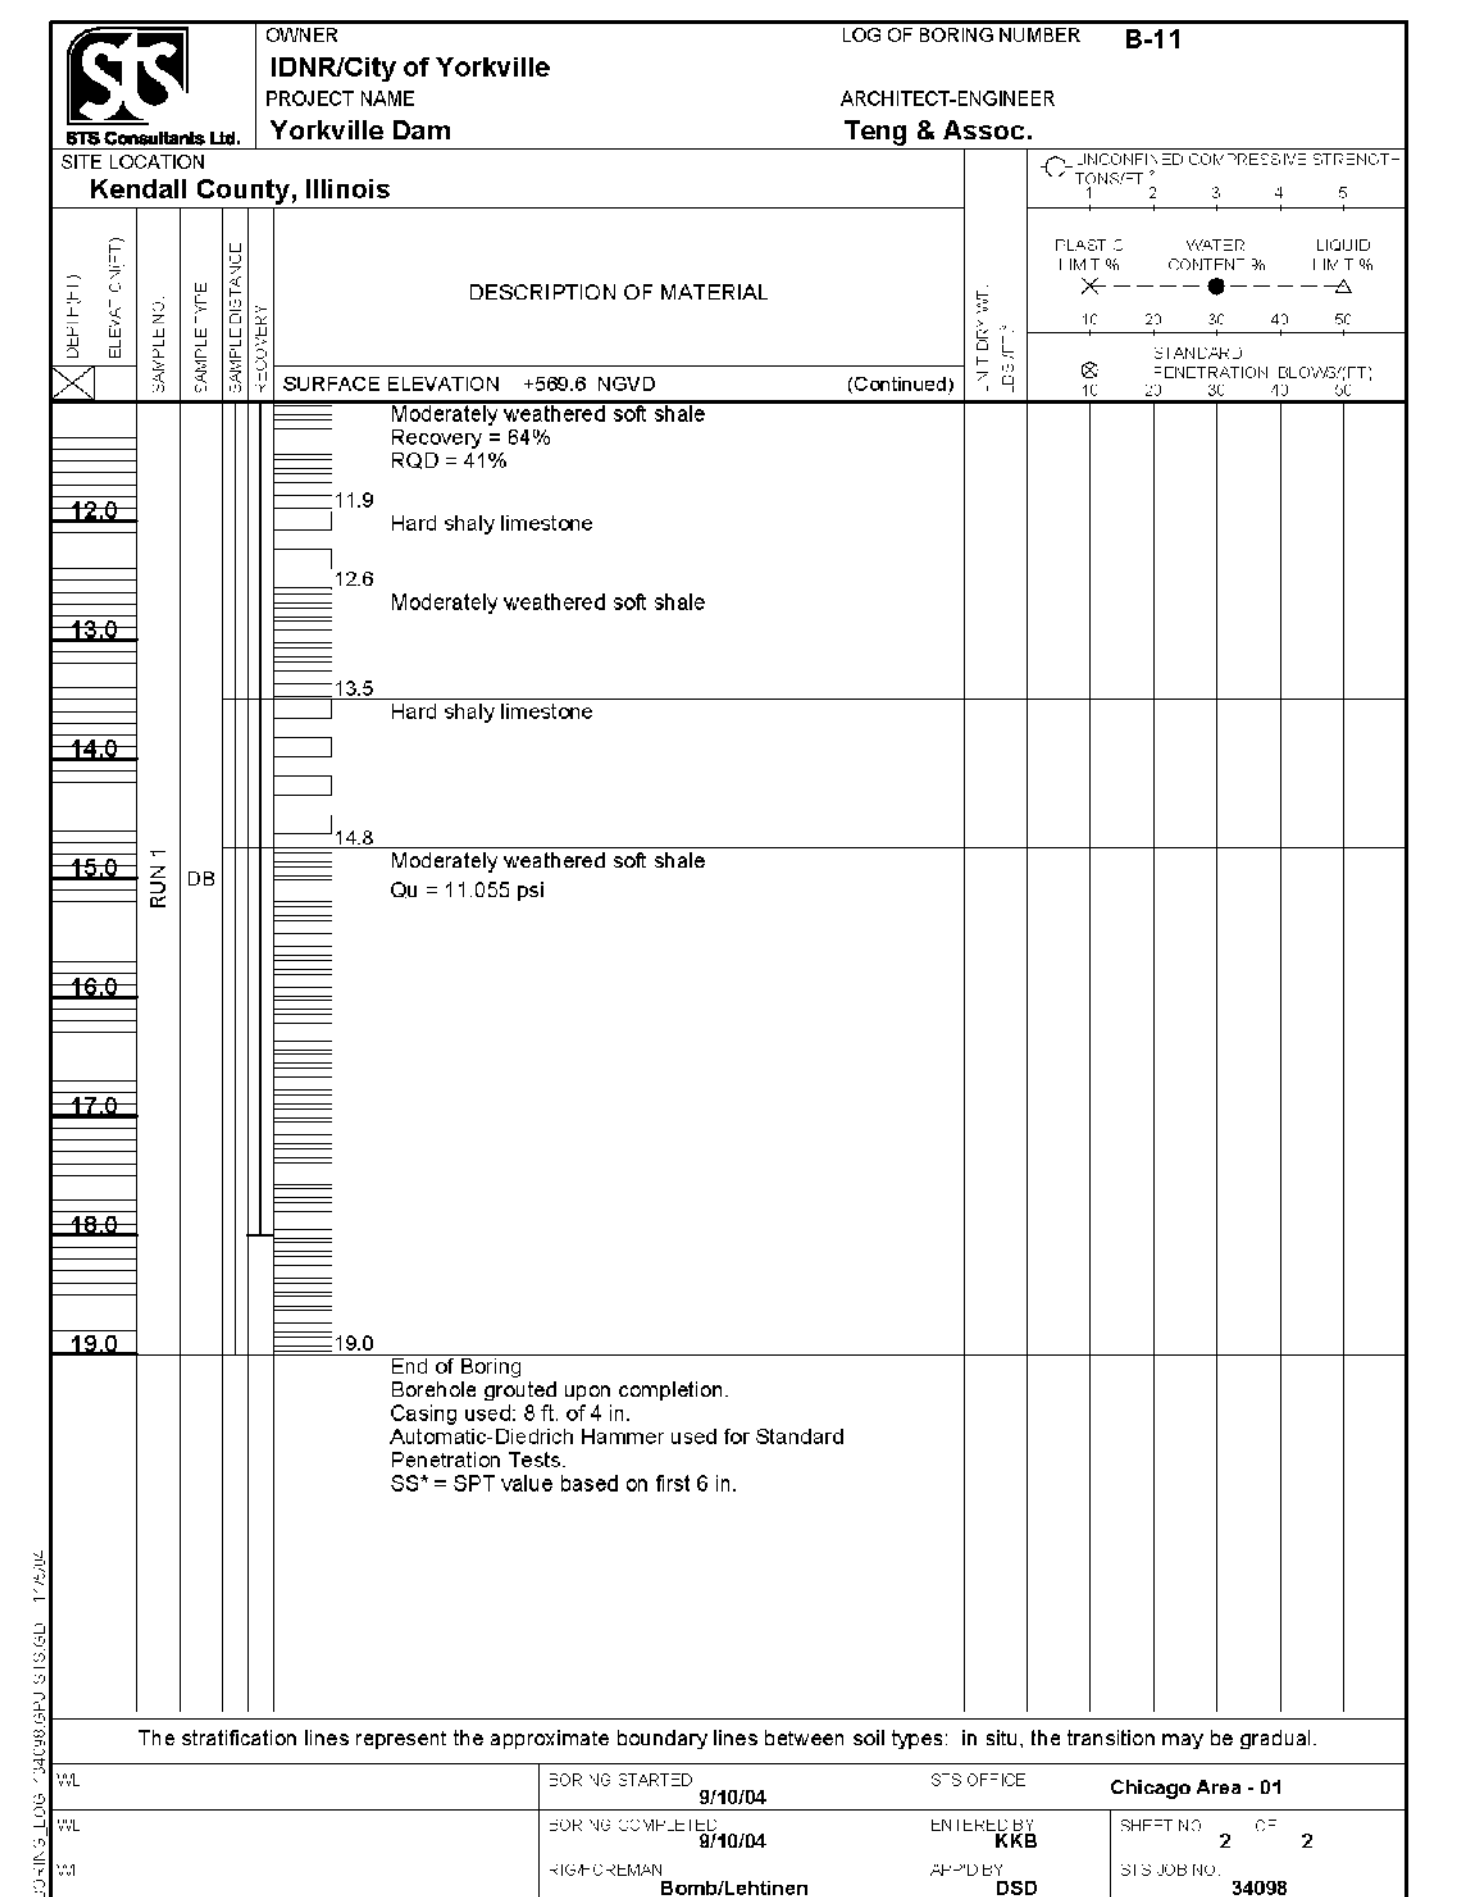 STS
STS Consultants Ltd.
OWNER
IDNR/City of Yorkville
PROJECT NAME
Yorkville Dam
LOG OF BORING NUMBER B-11
ARCHITECT-ENGINEER
Teng & Assoc.
SITE LOCATION
Kendall County, Illinois
UNCONFINED COMPRESSIVE STRENGTH
TONS/FT.²
1 2 3 4 5
PLASTIC LIMIT %
WATER CONTENT %
LIQUID LIMIT %
10 20 30 40 50
STANDARD
PENETRATION BLOWS/(FT)
10 20 30 40 50
DEPTH(FT)
ELEVATION(FT)
SAMPLE NO.
SAMPLE TYPE
SAMPLE DISTANCE
RECOVERY
DESCRIPTION OF MATERIAL
UNIT DRY WT.
LBS./FT.³
SURFACE ELEVATION +569.6 NGVD (Continued)
Moderately weathered soft shale
Recovery = 64%
RQD = 41%
11.9
12.0
Hard shaly limestone
12.6
Moderately weathered soft shale
13.0
13.5
Hard shaly limestone
14.0
14.8
Moderately weathered soft shale
15.0
RUN 1
DB
Qu = 11.055 psi
16.0
17.0
18.0
19.0 19.0
End of Boring
Borehole grouted upon completion.
Casing used: 8 ft. of 4 in.
Automatic-Diedrich Hammer used for Standard
Penetration Tests.
SS* = SPT value based on first 6 in.
The stratification lines represent the approximate boundary lines between soil types: in situ, the transition may be gradual.
WL
BORING STARTED
9/10/04
STS OFFICE
Chicago Area - 01
WL
BORING COMPLETED
9/10/04
ENTERED BY
KKB
SHEET NO. OF
2 2
WL
RIG/FOREMAN
Bomb/Lehtinen
APP'D BY
DSD
STS JOB NO.
34098